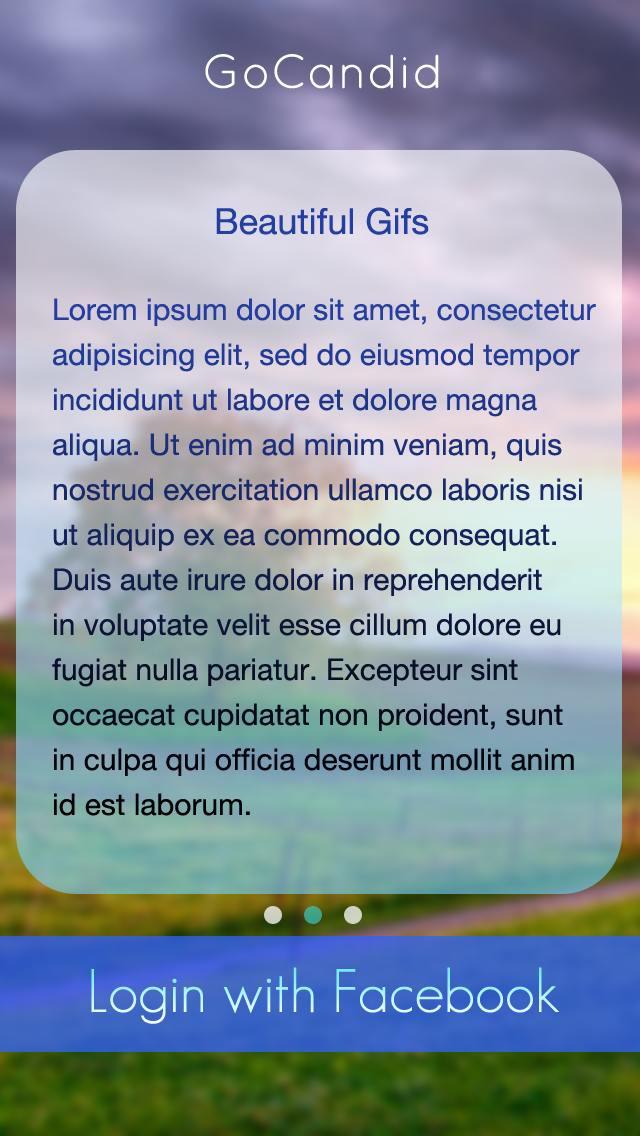 GoCandid
Beautiful Gifs
Lorem ipsum dolor sit amet, consectetur
adipisicing elit, sed do eiusmod tempor
incididunt ut labore et dolore magna
aliqua. Ut enim ad minim veniam, quis
nostrud exercitation ullamco laboris nisi
ut aliquip ex ea commodo consequat.
Duis aute irure dolor in reprehenderit
in voluptate velit esse cillum dolore eu
fugiat nulla pariatur. Excepteur sint
occaecat cupidatat non proident, sunt
in culpa qui officia deserunt mollit anim
id est laborum.
Login with Facebook